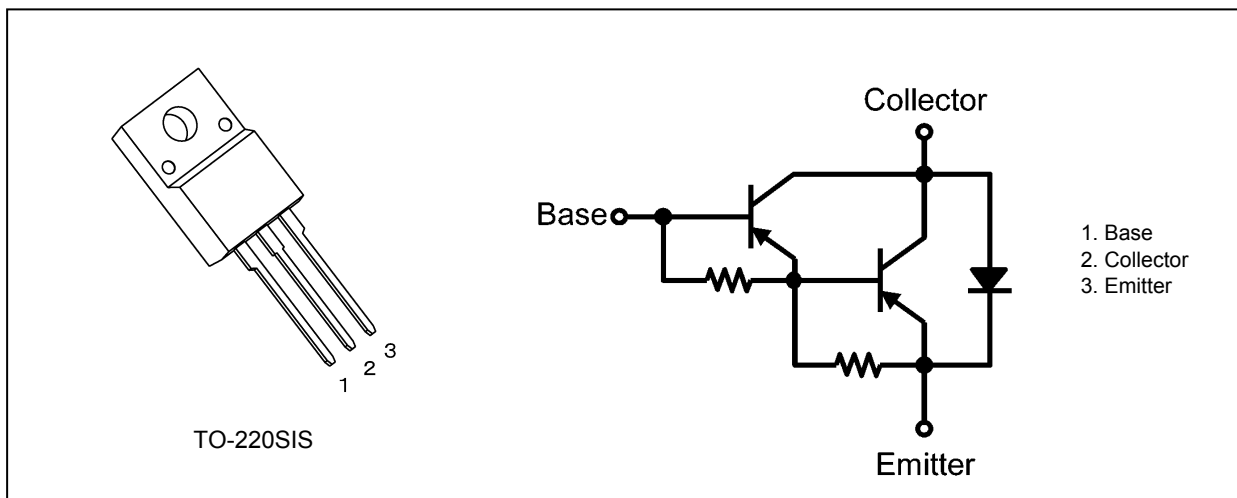 1
2
3
TO-220SIS
Collector
Base
Emitter
1. Base
2. Collector
3. Emitter